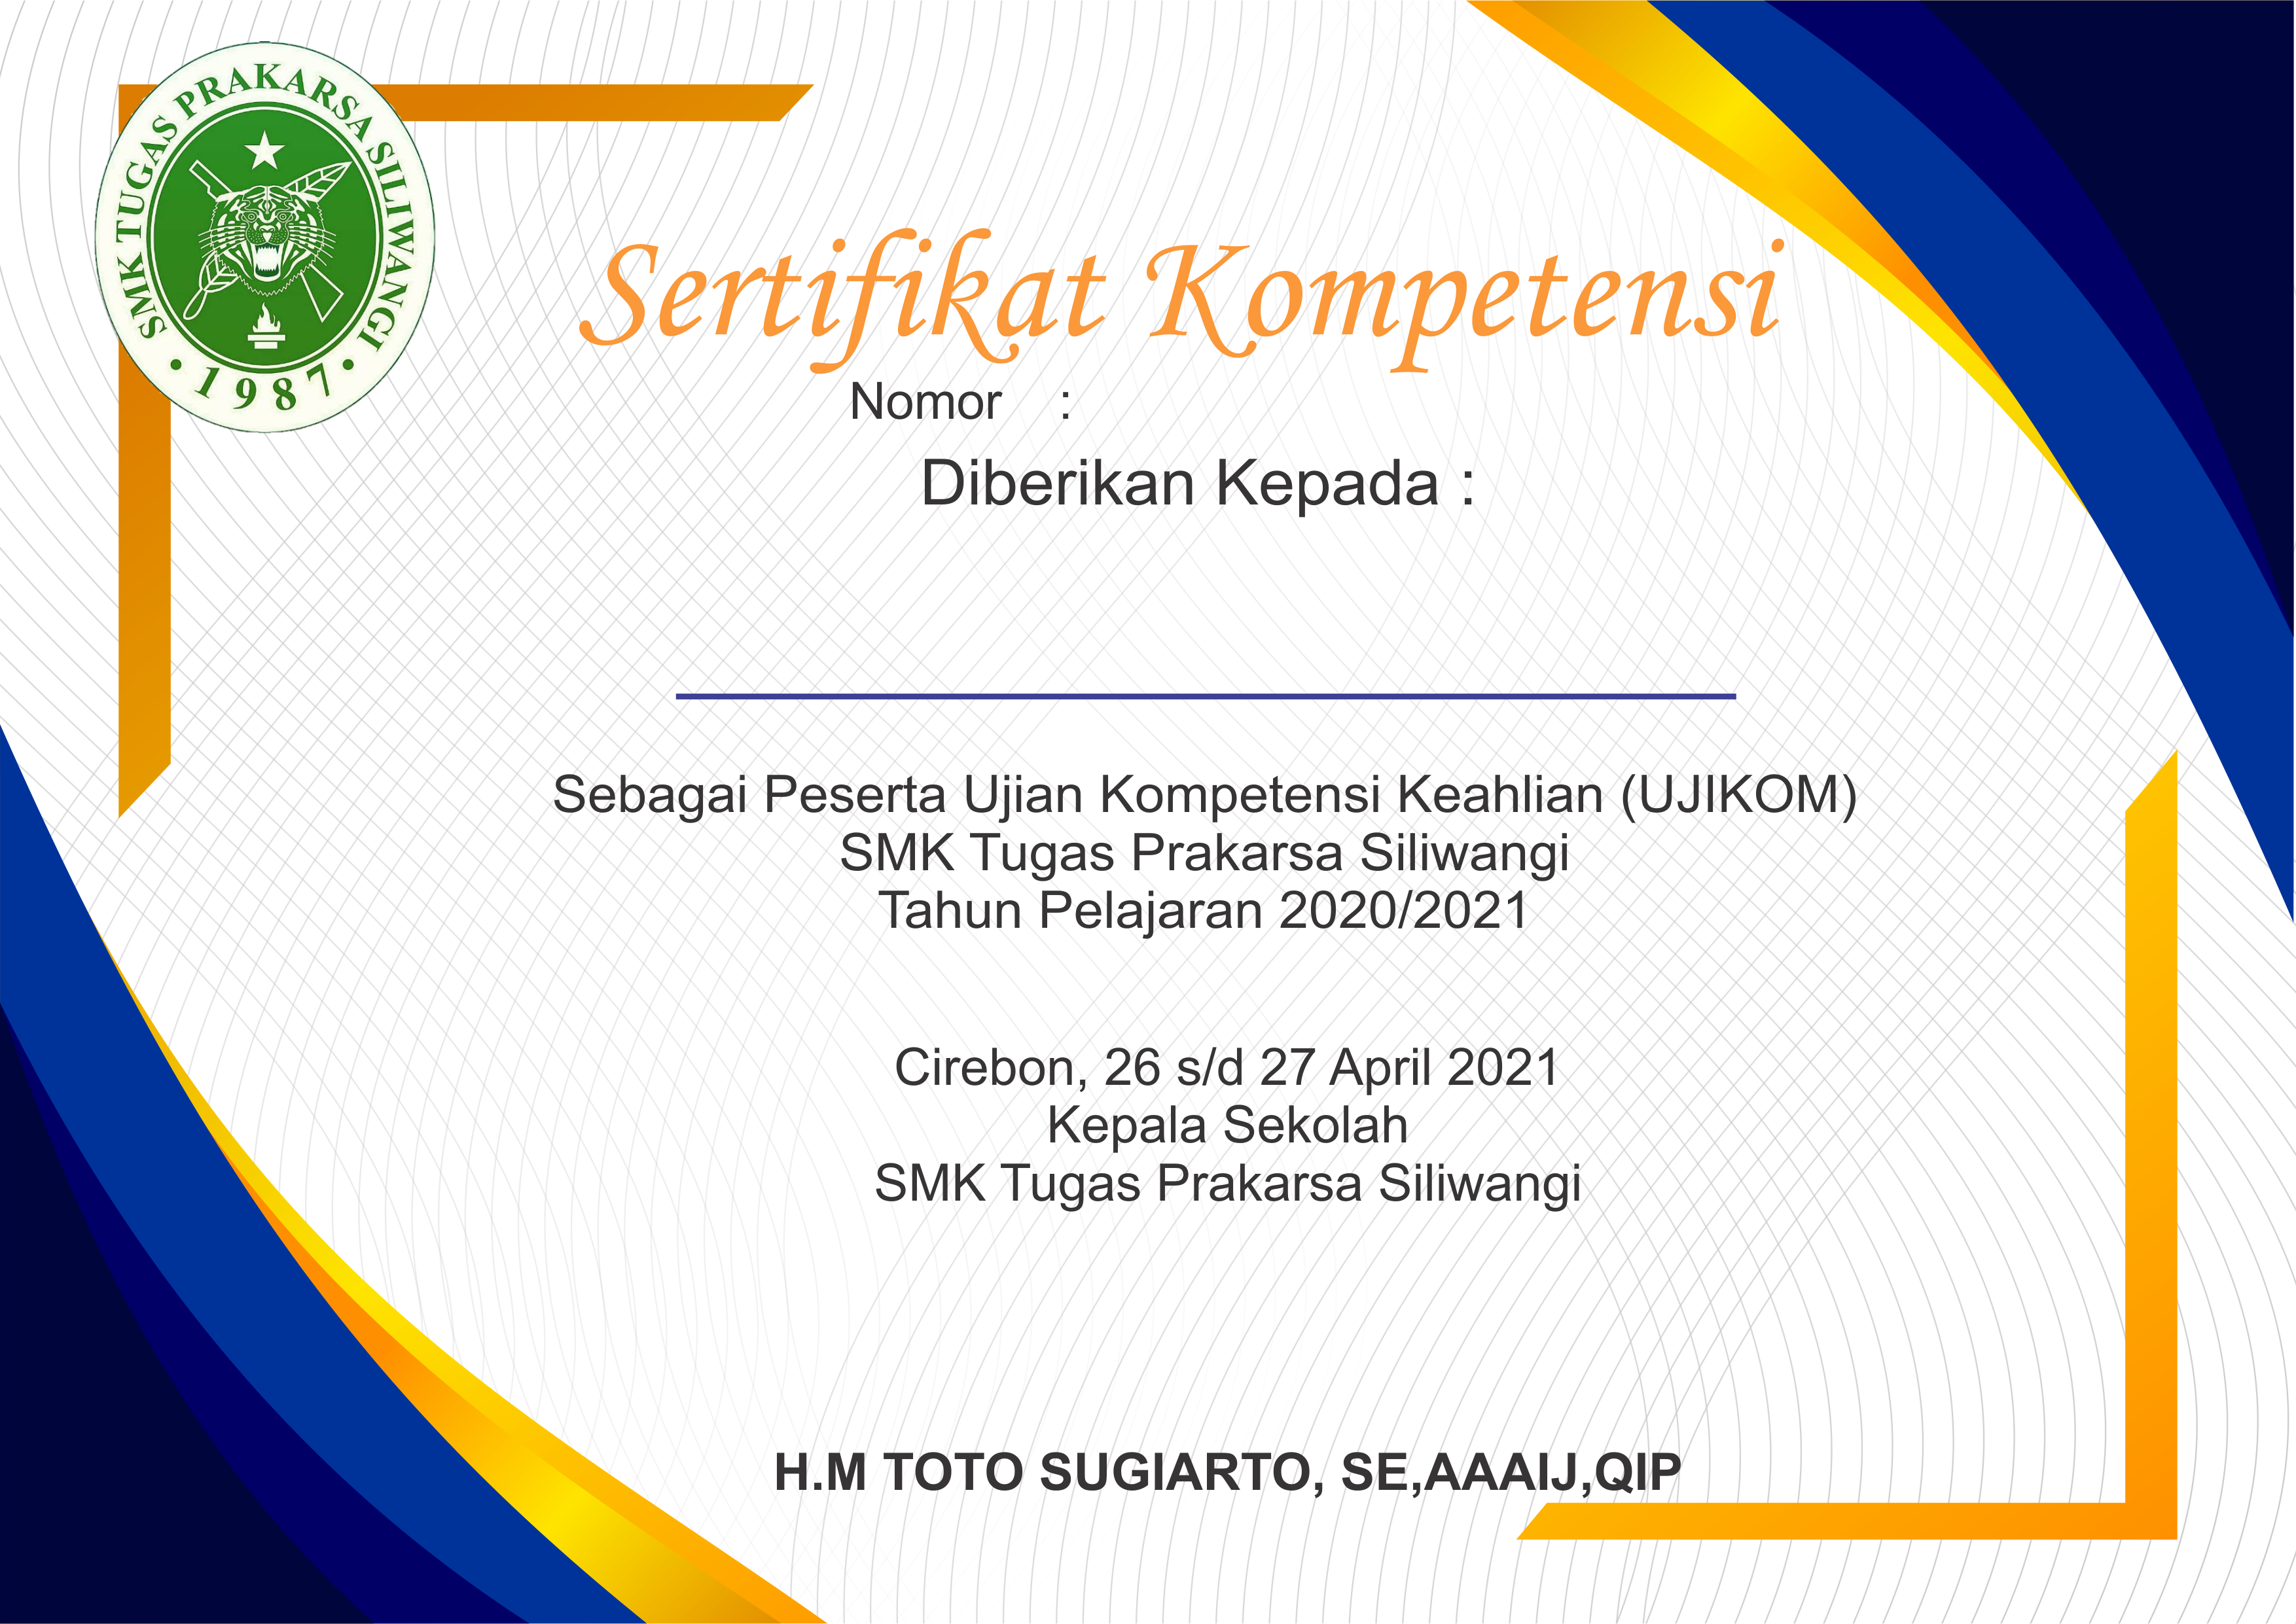 SMK TUGAS PRAKARSA SILIWANGI
• 1987 •
Sertifikat Kompetensi
Nomor :
Diberikan Kepada :
Sebagai Peserta Ujian Kompetensi Keahlian (UJIKOM)
SMK Tugas Prakarsa Siliwangi
Tahun Pelajaran 2020/2021
Cirebon, 26 s/d 27 April 2021
Kepala Sekolah
SMK Tugas Prakarsa Siliwangi
H.M TOTO SUGIARTO, SE,AAAIJ,QIP